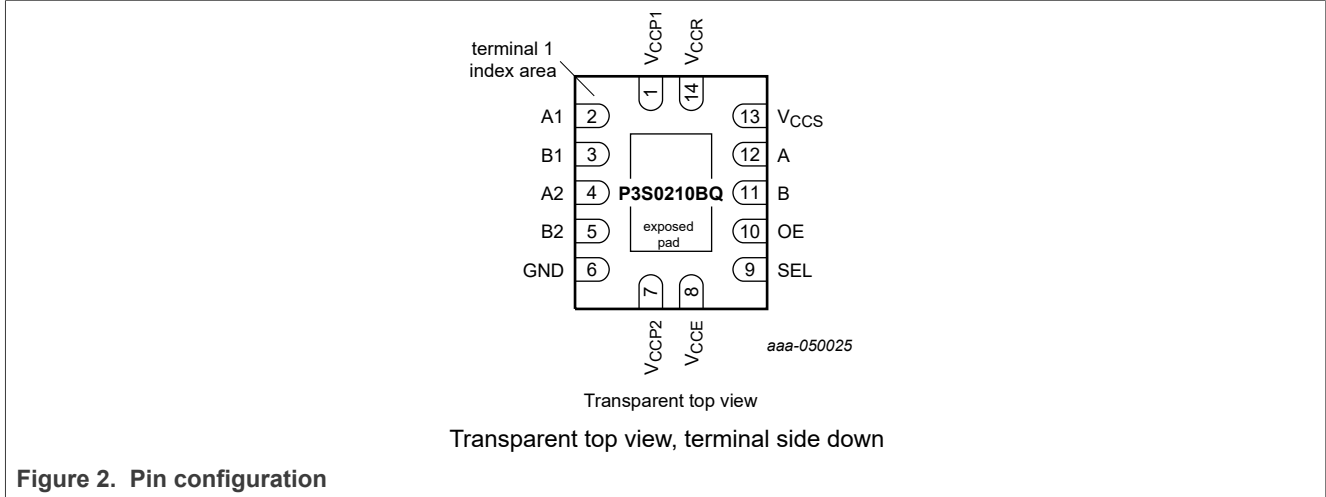 VCCP1
VCCR
terminal 1
index area
1
14
A1 2
13 VCCS
B1 3
12 A
A2 4
P3S0210BQ
11 B
B2 5
exposed
pad
10 OE
GND 6
9 SEL
7
8
VCCP2
VCCE
aaa-050025
Transparent top view
Transparent top view, terminal side down
Figure 2. Pin configuration